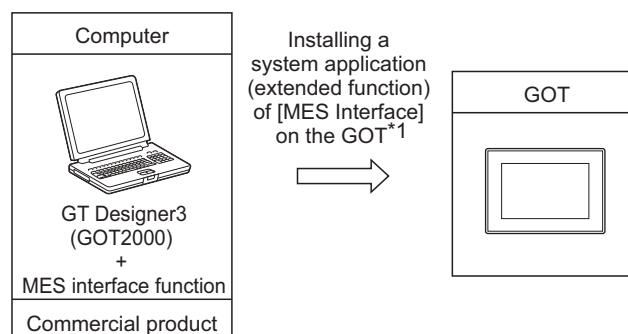 Computer
GT Designer3
(GOT2000)
+
MES interface function
Commercial product
Installing a
system application
(extended function)
of [MES Interface]
on the GOT*1
GOT